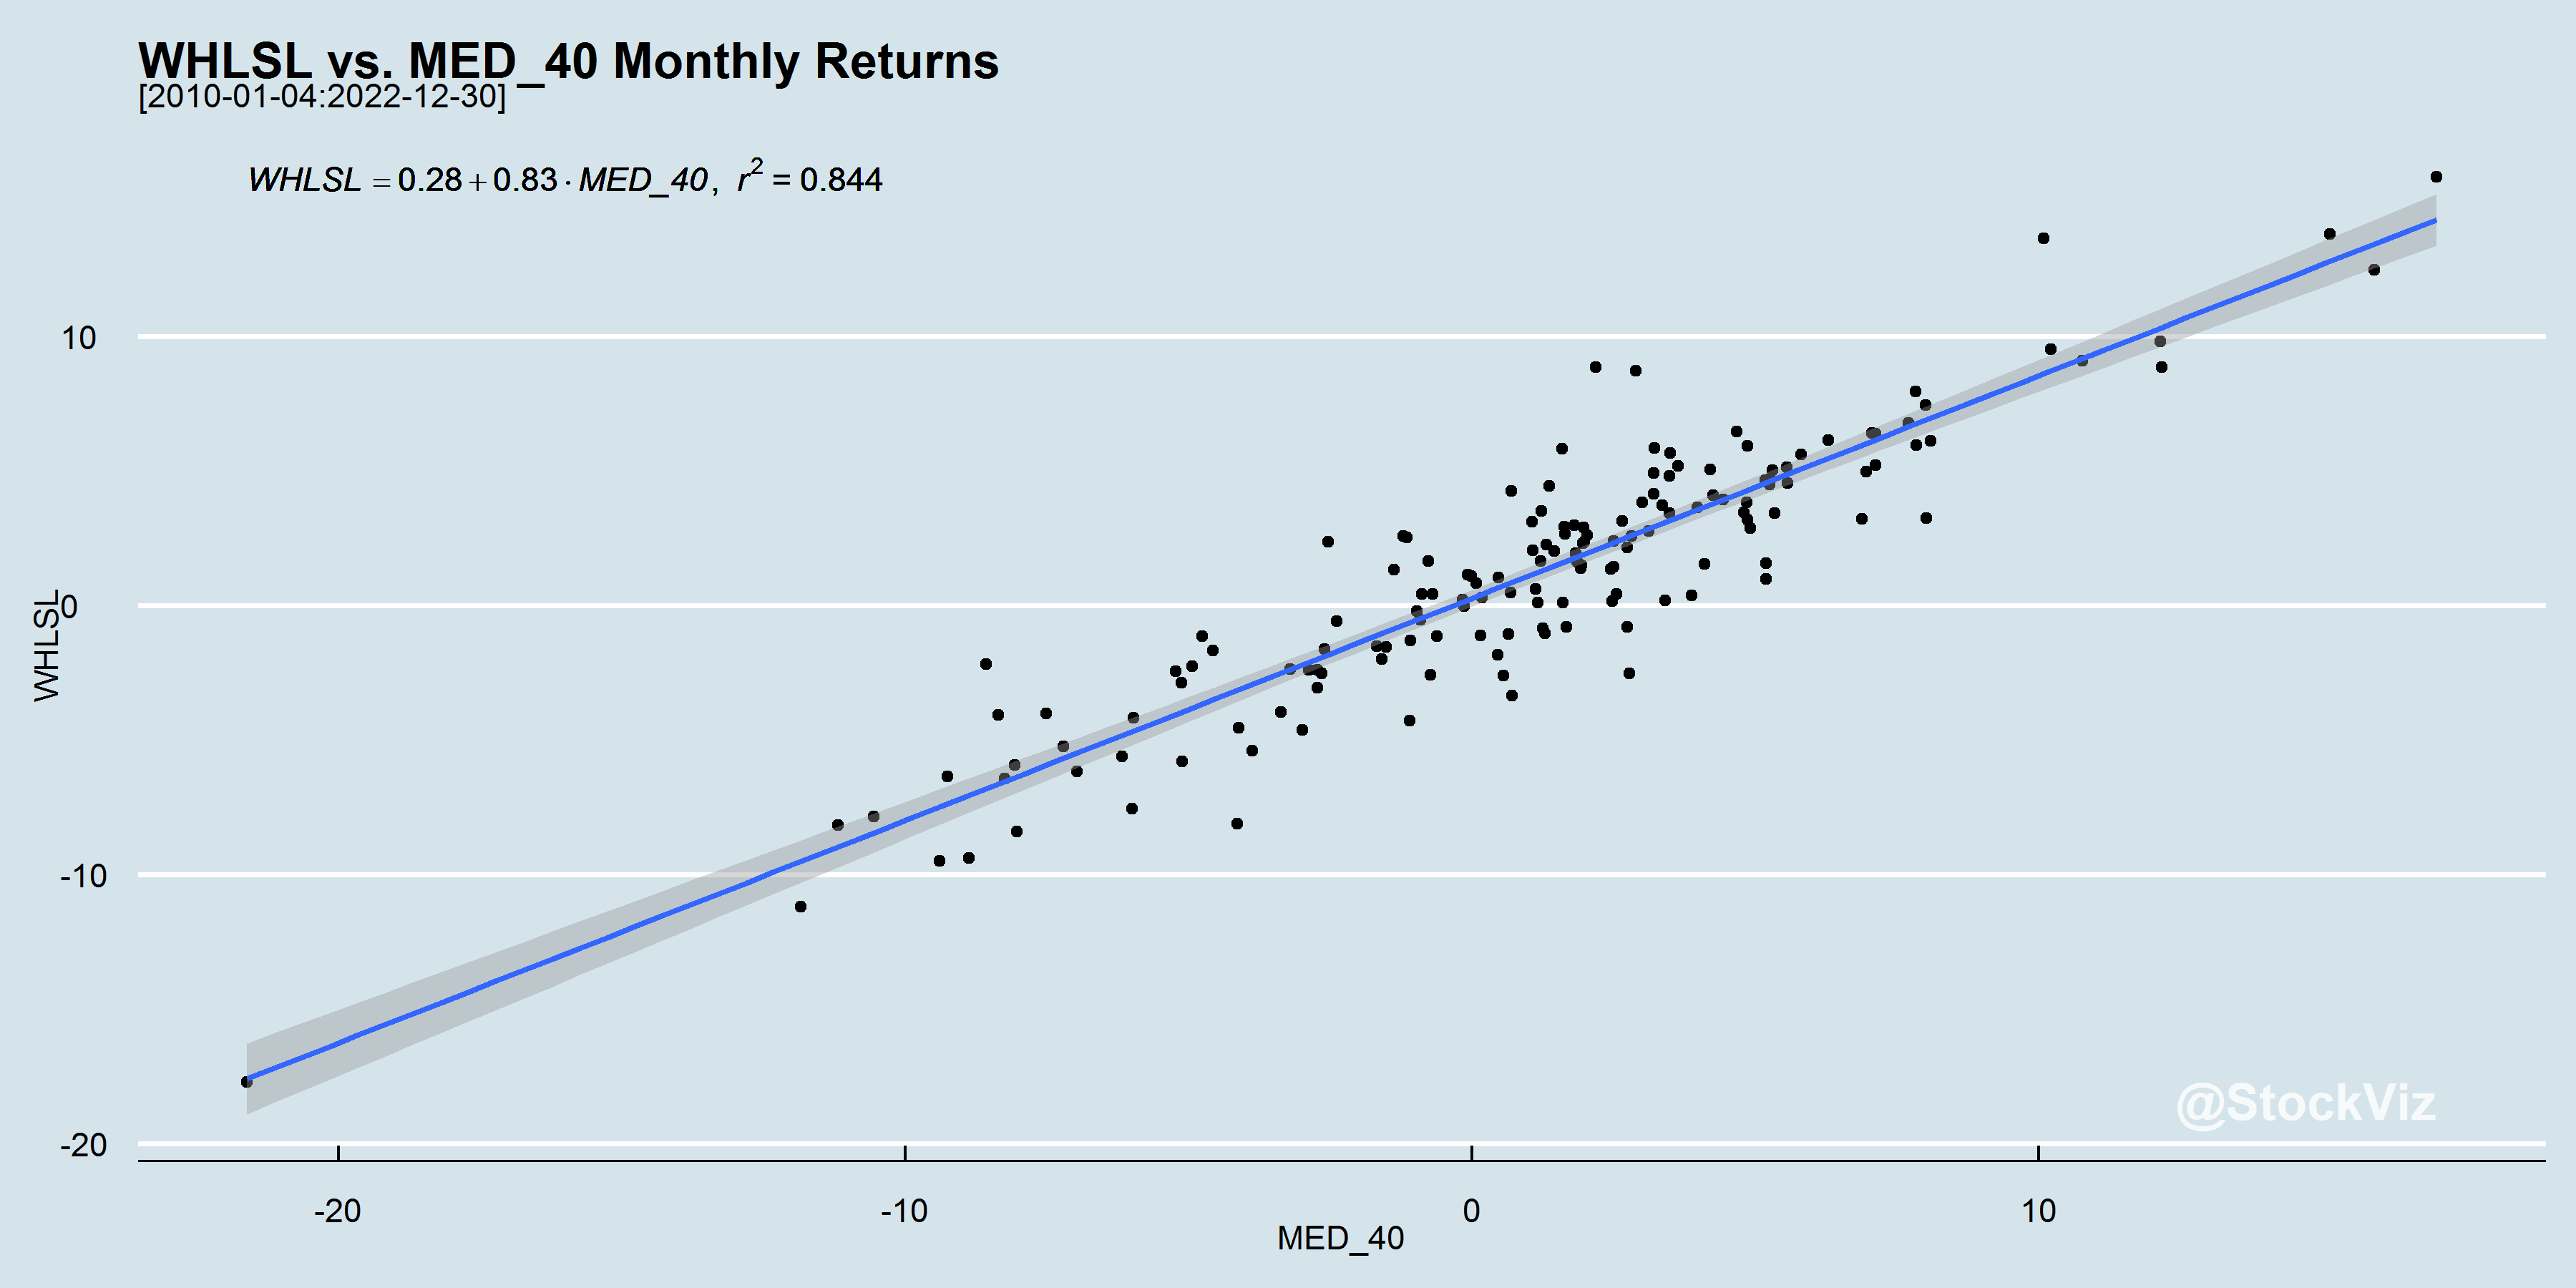 WHLSL vs. MED_40 Monthly Returns
[2010-01-04:2022-12-30]
WHLSL = 0.28 + 0.83 · MED_40, r² = 0.844
10
0
-10
-20
WHLSL
-20 -10 0 10
MED_40
@StockViz